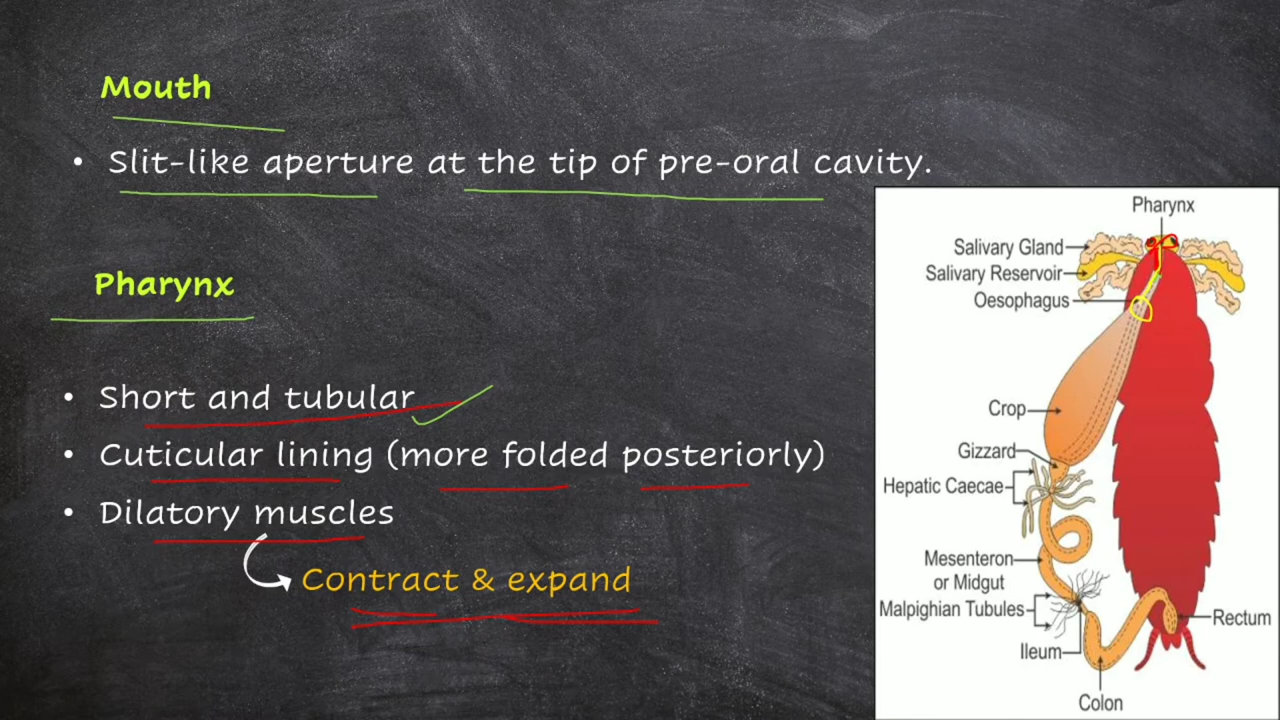 Mouth
• Slit-like aperture at the tip of pre-oral cavity.
Pharynx
• Short and tubular
• Cuticular lining (more folded posteriorly)
• Dilatory muscles
Contract & expand
Pharynx
Salivary Gland
Salivary Reservoir
Oesophagus
Crop
Gizzard
Hepatic Caecae
Mesenteron
or Midgut
Malpighian Tubules
Rectum
Ileum
Colon